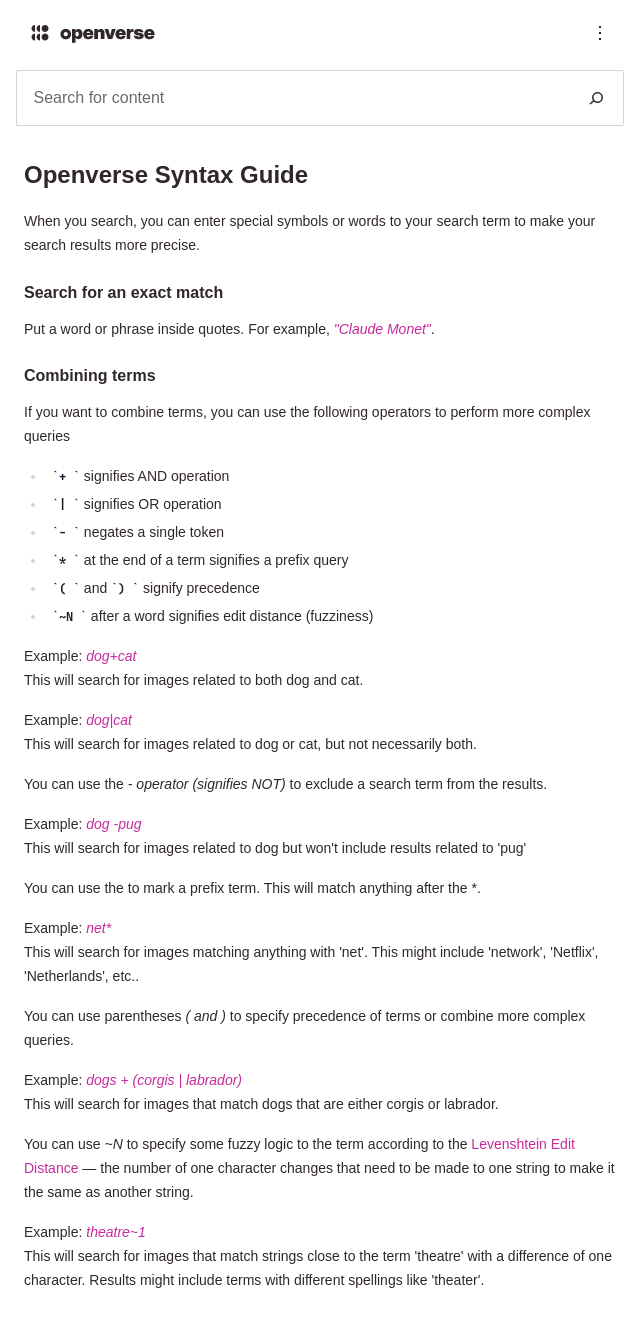 openverse
Search for content
Openverse Syntax Guide
When you search, you can enter special symbols or words to your search term to make your
search results more precise.
Search for an exact match
Put a word or phrase inside quotes. For example, "Claude Monet".
Combining terms
If you want to combine terms, you can use the following operators to perform more complex
queries
`+ ` signifies AND operation
`| ` signifies OR operation
`- ` negates a single token
`* ` at the end of a term signifies a prefix query
`( ` and `) ` signify precedence
`~N ` after a word signifies edit distance (fuzziness)
Example: dog+cat
This will search for images related to both dog and cat.
Example: dog|cat
This will search for images related to dog or cat, but not necessarily both.
You can use the - operator (signifies NOT) to exclude a search term from the results.
Example: dog -pug
This will search for images related to dog but won't include results related to 'pug'
You can use the to mark a prefix term. This will match anything after the *.
Example: net*
This will search for images matching anything with 'net'. This might include 'network', 'Netflix',
'Netherlands', etc..
You can use parentheses ( and ) to specify precedence of terms or combine more complex
queries.
Example: dogs + (corgis | labrador)
This will search for images that match dogs that are either corgis or labrador.
You can use ~N to specify some fuzzy logic to the term according to the Levenshtein Edit
Distance — the number of one character changes that need to be made to one string to make it
the same as another string.
Example: theatre~1
This will search for images that match strings close to the term 'theatre' with a difference of one
character. Results might include terms with different spellings like 'theater'.